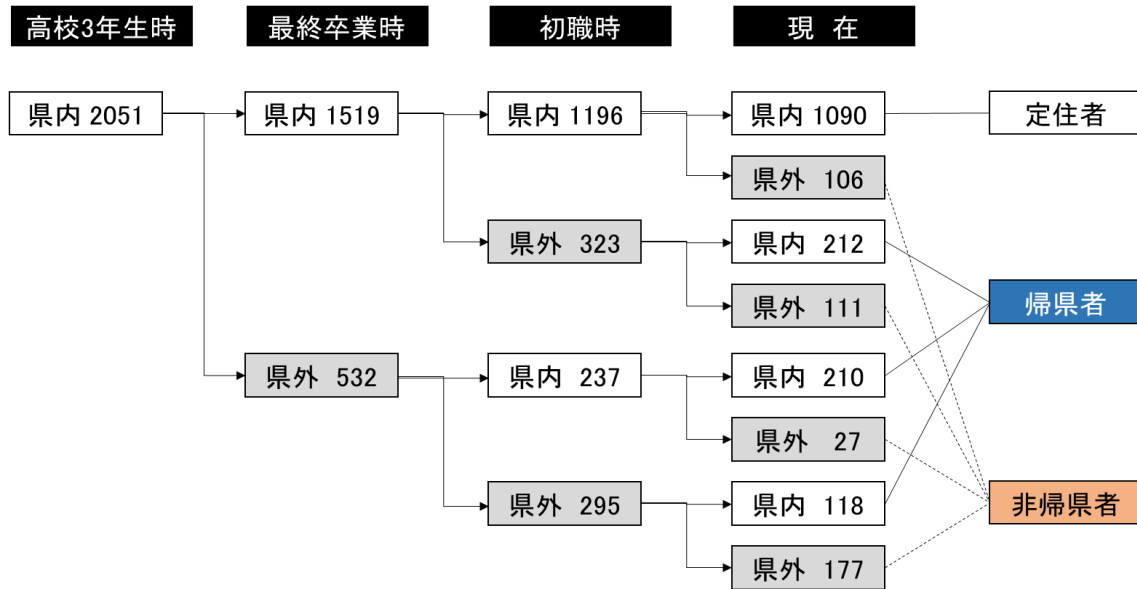 高校3年生時 最終卒業時 初職時 現 在
県内 2051 県内 1519 県内 1196 県内 1090 定住者
県外 106
県外 323 県内 212
県外 111 帰県者
県外 532 県内 237 県内 210
県外 27
県外 295 県内 118 非帰県者
県外 177